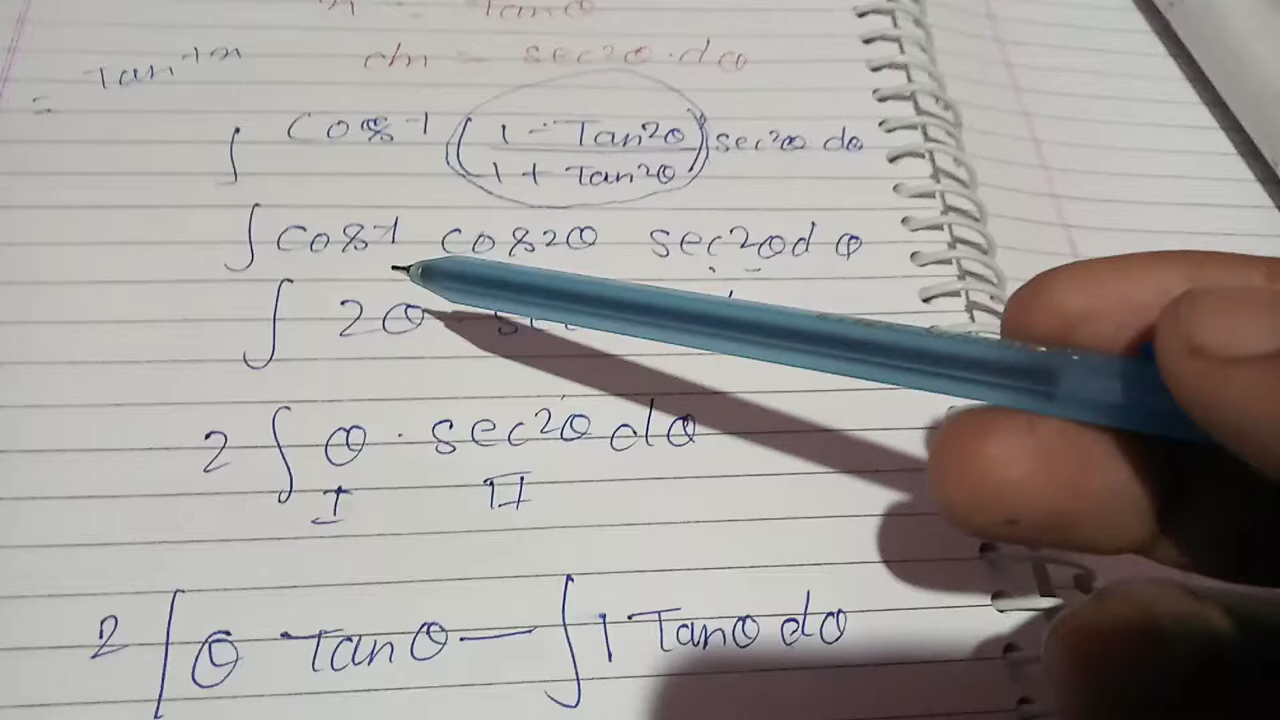 x = Tanθ
Tan⁻¹x dx = sec²θ.dθ
=
∫ Cos⁻¹ (1 - Tan²θ / 1 + Tan²θ) sec²θ dθ
∫ Cos⁻¹ cos2θ sec²θ dθ
∫ 2θ
2 ∫ θ . sec²θ dθ
I II
2 [ θ Tanθ — ∫ 1 Tanθ dθ